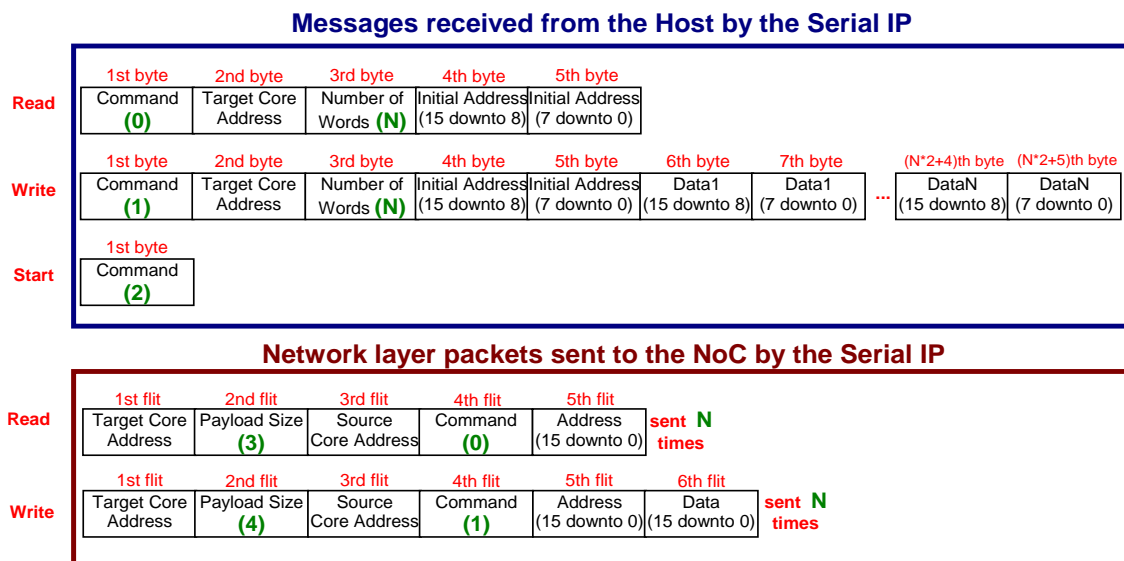 Messages received from the Host by the Serial IP
1st byte 2nd byte 3rd byte 4th byte 5th byte
Read Command Target Core Number of Initial Address Initial Address
(0) Address Words (N) (15 downto 8) (7 downto 0)
1st byte 2nd byte 3rd byte 4th byte 5th byte 6th byte 7th byte (N*2+4)th byte (N*2+5)th byte
Write Command Target Core Number of Initial Address Initial Address Data1 Data1 ... DataN DataN
(1) Address Words (N) (15 downto 8) (7 downto 0) (15 downto 8) (7 downto 0) (15 downto 8) (7 downto 0)
1st byte
Start Command
(2)
Network layer packets sent to the NoC by the Serial IP
1st flit 2nd flit 3rd flit 4th flit 5th flit
Read Target Core Payload Size Source Command Address sent N
Address (3) Core Address (0) (15 downto 0) times
1st flit 2nd flit 3rd flit 4th flit 5th flit 6th flit
Write Target Core Payload Size Source Command Address Data sent N
Address (4) Core Address (1) (15 downto 0) (15 downto 0) times